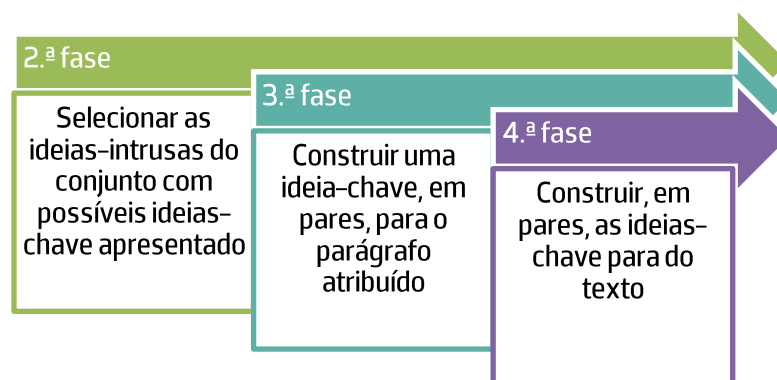 2.ª fase
Selecionar as
ideias-intrusas do
conjunto com
possíveis ideias-
chave apresentado
3.ª fase
Construir uma
ideia-chave, em
pares, para o
parágrafo
atribuído
4.ª fase
Construir, em
pares, as ideias-
chave para do
texto